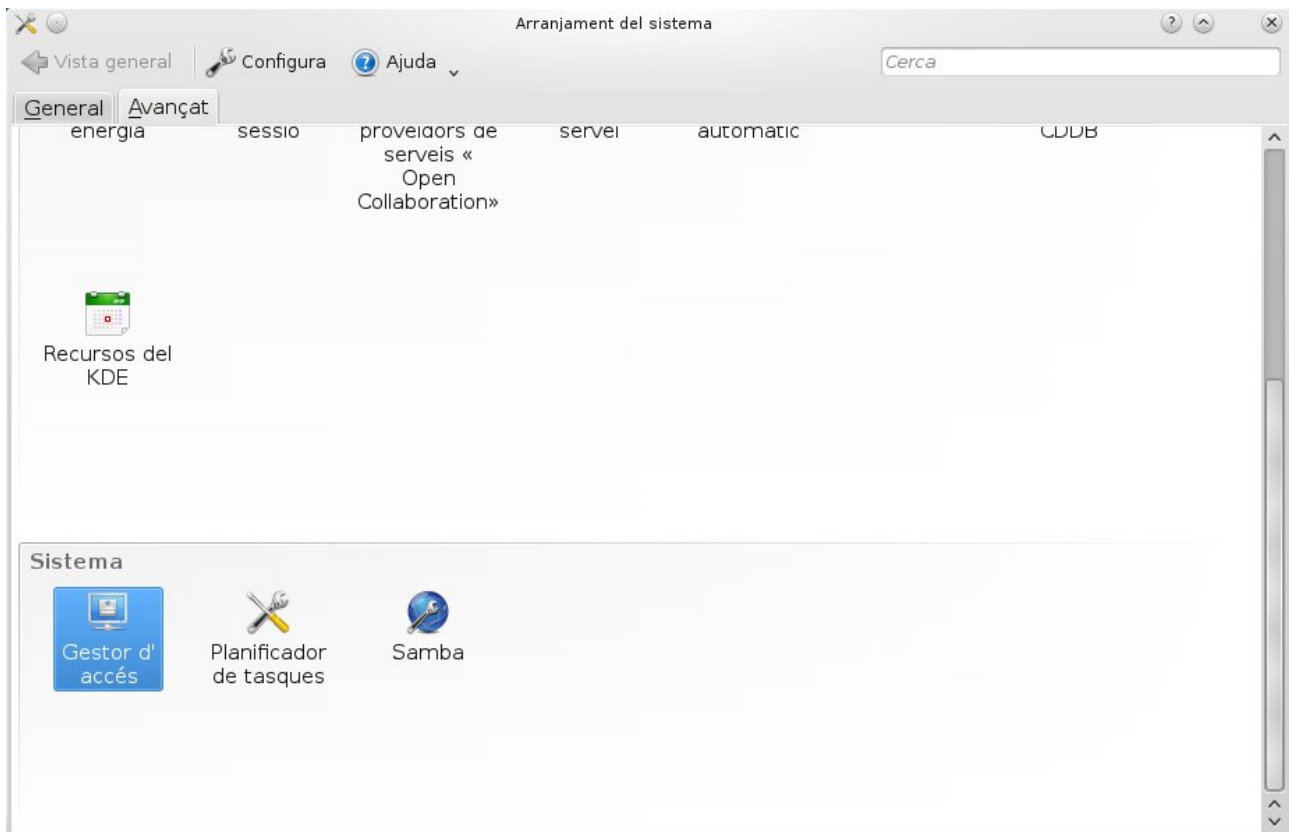 Arranjament del sistema
Vista general Configura Ajuda Cerca
General Avançat
energia sessió proveïdors de servei automàtic CDDB
serveis «
Open
Collaboration»
Recursos del
KDE
Sistema
Gestor d'
accés
Planificador
de tasques
Samba